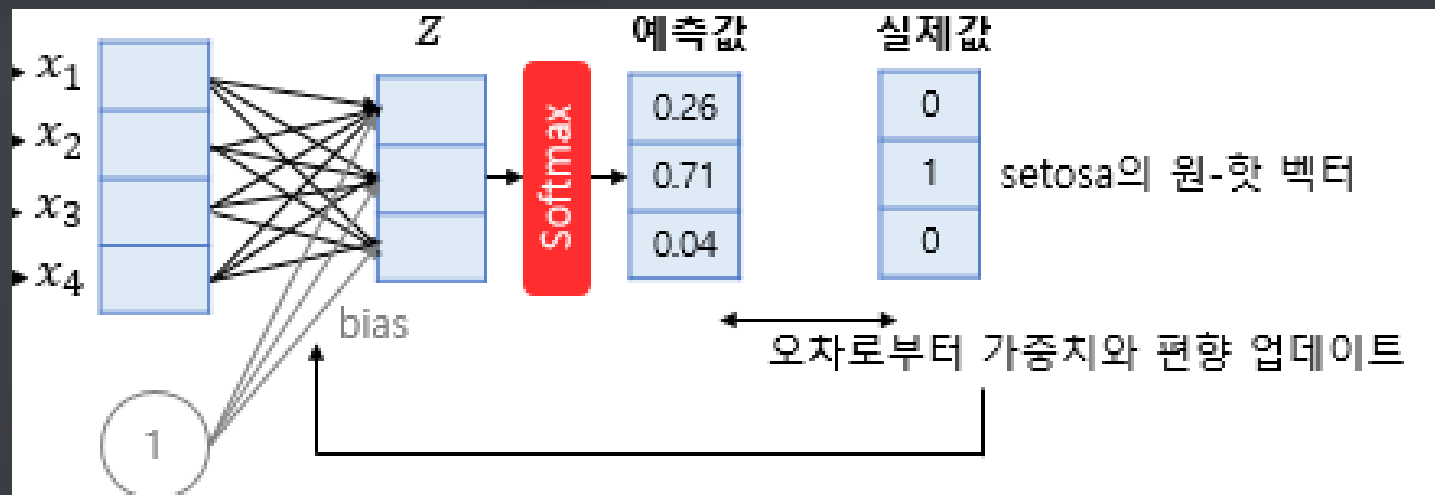 z 예측값 실제값
x1
x2
x3
x4
Softmax
0.26
0.71
0.04
0
1
0
setosa의 원-핫 벡터
bias
오차로부터 가중치와 편향 업데이트
1